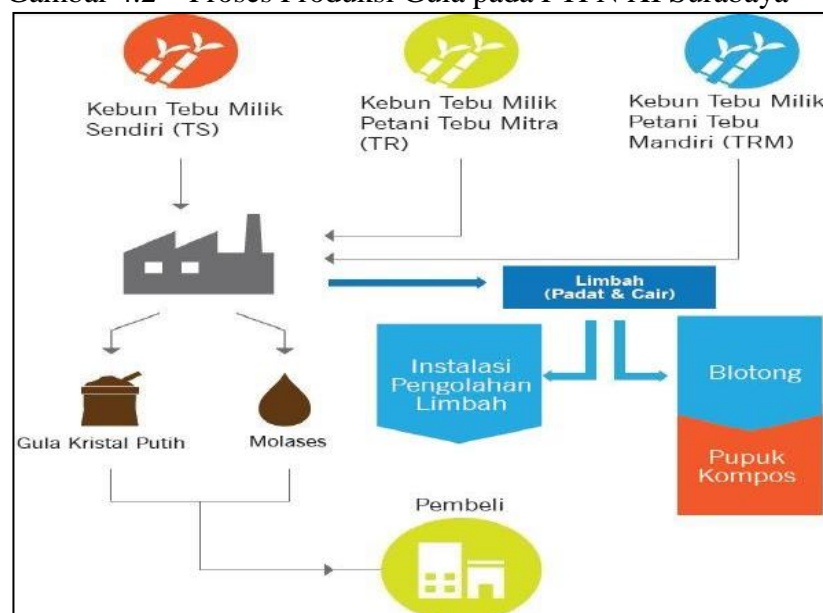 Gambar 4.2 Proses Produksi Gula pada PTPN XI Surabaya
Kebun Tebu Milik
Sendiri (TS)
Kebun Tebu Milik
Petani Tebu Mitra
(TR)
Kebun Tebu Milik
Petani Tebu
Mandiri (TRM)
Limbah
(Padat & Cair)
Instalasi
Pengolahan
Limbah
Blotong
Pupuk
Kompos
Gula Kristal Putih
Molases
Pembeli